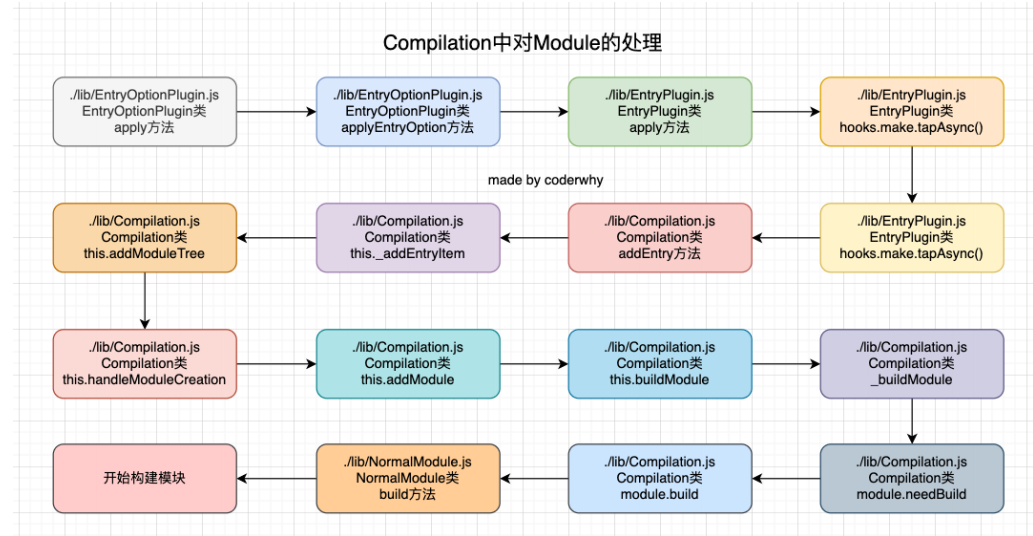 Compilation中对Module的处理
./lib/EntryOptionPlugin.js
EntryOptionPlugin类
apply方法
./lib/EntryOptionPlugin.js
EntryOptionPlugin类
applyEntryOption方法
./lib/EntryPlugin.js
EntryPlugin类
apply方法
./lib/EntryPlugin.js
EntryPlugin类
hooks.make.tapAsync()
made by coderwhy
./lib/EntryPlugin.js
EntryPlugin类
hooks.make.tapAsync()
./lib/Compilation.js
Compilation类
addEntry方法
./lib/Compilation.js
Compilation类
this._addEntryItem
./lib/Compilation.js
Compilation类
this.addModuleTree
./lib/Compilation.js
Compilation类
this.handleModuleCreation
./lib/Compilation.js
Compilation类
this.addModule
./lib/Compilation.js
Compilation类
this.buildModule
./lib/Compilation.js
Compilation类
_buildModule
./lib/Compilation.js
Compilation类
module.needBuild
./lib/Compilation.js
Compilation类
module.build
./lib/NormalModule.js
NormalModule类
build方法
开始构建模块